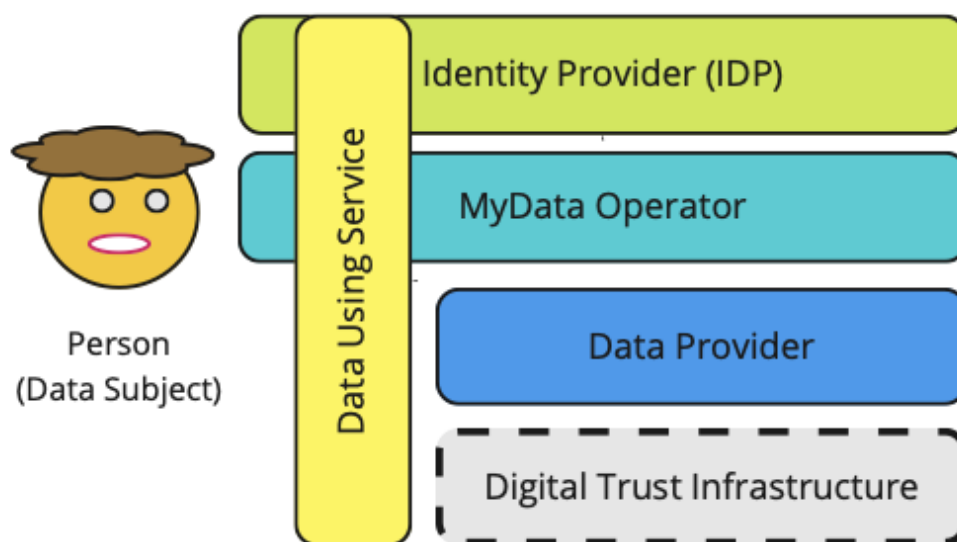 Identity Provider (IDP)
MyData Operator
Data Using Service
Data Provider
Digital Trust Infrastructure
Person
(Data Subject)